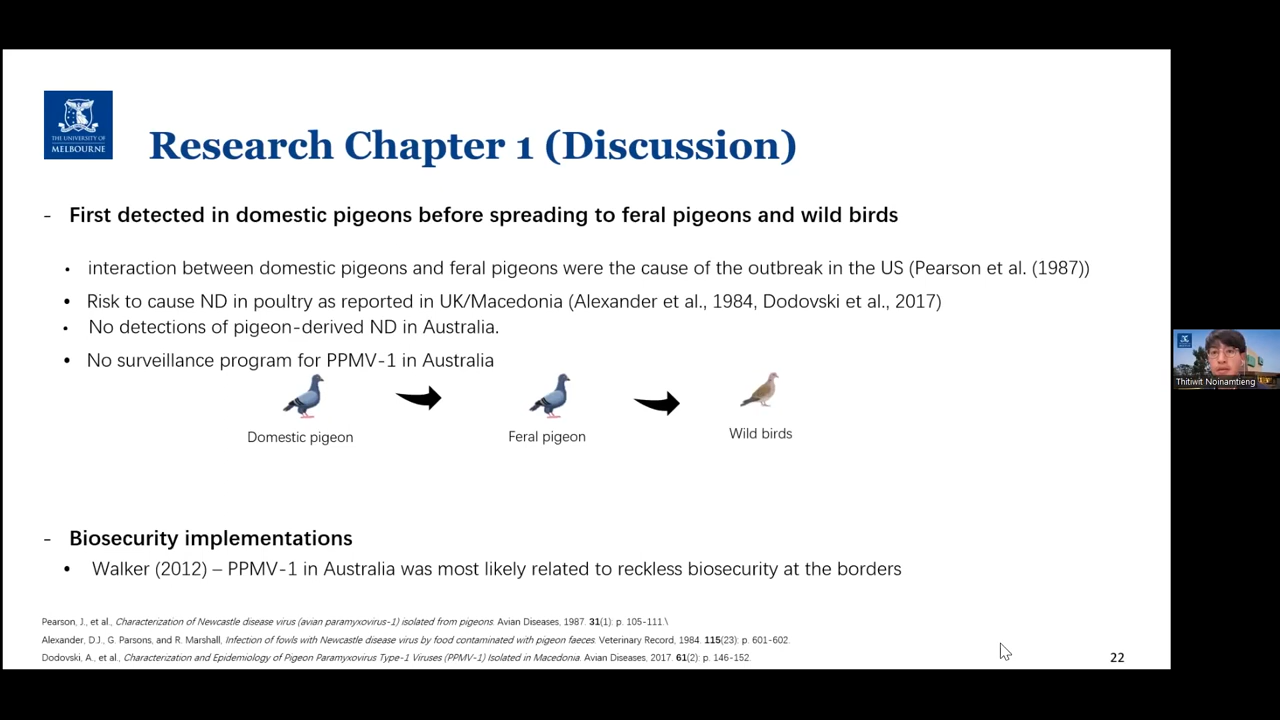 THE UNIVERSITY OF
MELBOURNE
Research Chapter 1 (Discussion)
- First detected in domestic pigeons before spreading to feral pigeons and wild birds
• interaction between domestic pigeons and feral pigeons were the cause of the outbreak in the US (Pearson et al. (1987))
• Risk to cause ND in poultry as reported in UK/Macedonia (Alexander et al., 1984, Dodovski et al., 2017)
• No detections of pigeon-derived ND in Australia.
• No surveillance program for PPMV-1 in Australia
Domestic pigeon
Feral pigeon
Wild birds
- Biosecurity implementations
• Walker (2012) – PPMV-1 in Australia was most likely related to reckless biosecurity at the borders
Pearson, J., et al., Characterization of Newcastle disease virus (avian paramyxovirus-1) isolated from pigeons. Avian Diseases, 1987. 31(1): p. 105-111.\
Alexander, D.J., G. Parsons, and R. Marshall, Infection of fowls with Newcastle disease virus by food contaminated with pigeon faeces. Veterinary Record, 1984. 115(23): p. 601-602.
Dodovski, A., et al., Characterization and Epidemiology of Pigeon Paramyxovirus Type-1 Viruses (PPMV-1) Isolated in Macedonia. Avian Diseases, 2017. 61(2): p. 146-152.
22
Thitiwit Noinamtieng